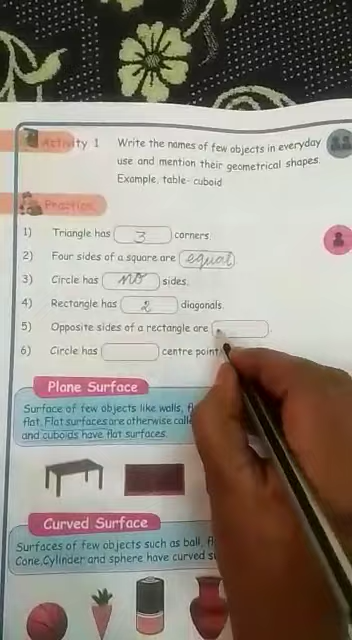 Activity 1
Write the names of few objects in everyday
use and mention their geometrical shapes.
Example, table- cuboid
Practice
1) Triangle has 3 corners.
2) Four sides of a square are equal
3) Circle has no sides.
4) Rectangle has 2 diagonals.
5) Opposite sides of a rectangle are
6) Circle has centre point
Plane Surface
Surface of few objects like walls,
flat. Flat surfaces are otherwise
and cuboids have flat surfaces.
Curved Surface
Surfaces of few objects such as ball,
Cone,Cylinder and sphere have curved